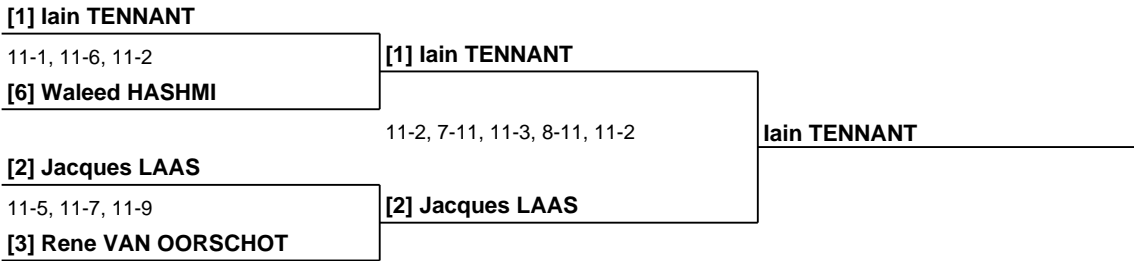 [1] Iain TENNANT
11-1, 11-6, 11-2
[6] Waleed HASHMI
[1] Iain TENNANT
11-2, 7-11, 11-3, 8-11, 11-2
Iain TENNANT
[2] Jacques LAAS
11-5, 11-7, 11-9
[3] Rene VAN OORSCHOT
[2] Jacques LAAS